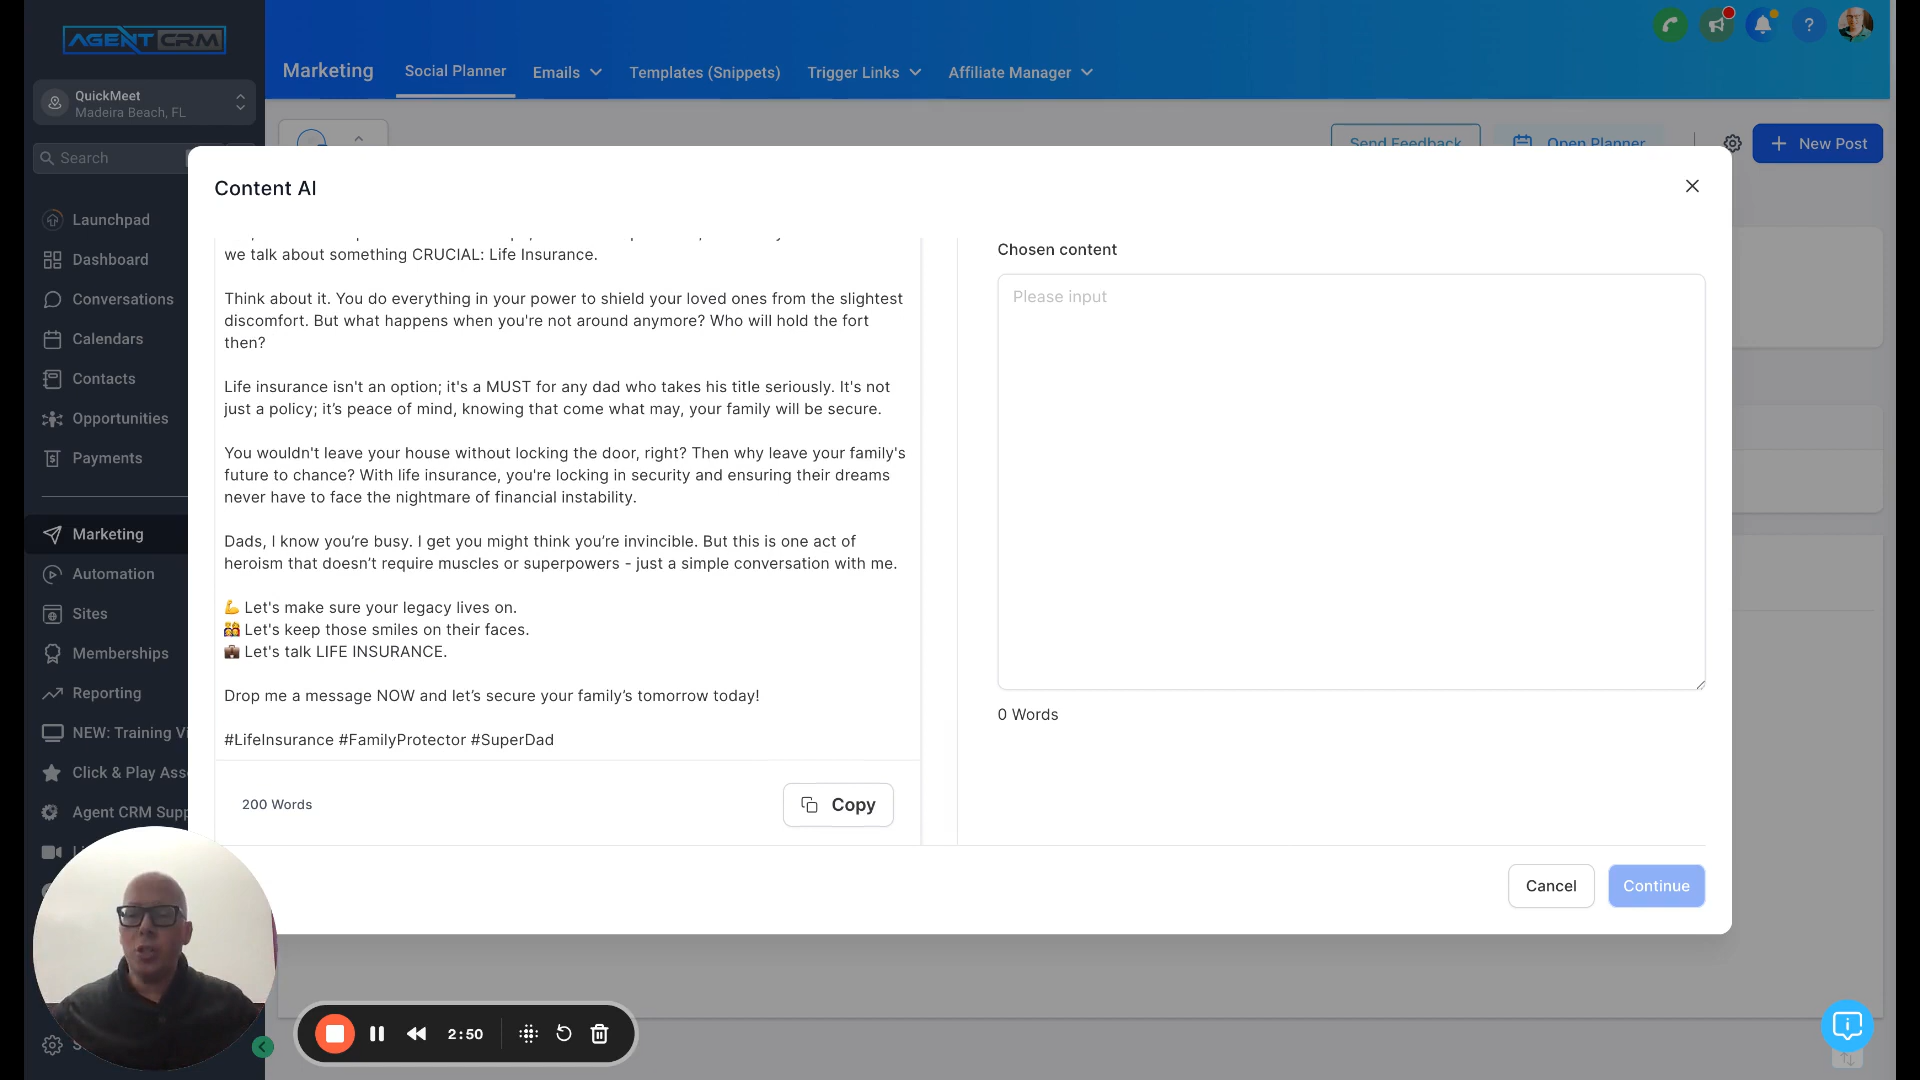 AGENT CRM
QuickMeet
Madeira Beach, FL
Search
Launchpad
Dashboard
Conversations
Calendars
Contacts
Opportunities
Payments
Marketing
Automation
Sites
Memberships
Reporting
NEW: Training Vi
Click & Play Ass
Agent CRM Supp
Marketing
Social Planner
Emails
Templates (Snippets)
Trigger Links
Affiliate Manager
Send Feedback
Open Planner
New Post
Content AI
we talk about something CRUCIAL: Life Insurance.
Think about it. You do everything in your power to shield your loved ones from the slightest
discomfort. But what happens when you're not around anymore? Who will hold the fort
then?
Life insurance isn't an option; it's a MUST for any dad who takes his title seriously. It's not
just a policy; it’s peace of mind, knowing that come what may, your family will be secure.
You wouldn't leave your house without locking the door, right? Then why leave your family's
future to chance? With life insurance, you're locking in security and ensuring their dreams
never have to face the nightmare of financial instability.
Dads, I know you’re busy. I get you might think you’re invincible. But this is one act of
heroism that doesn’t require muscles or superpowers - just a simple conversation with me.
💪 Let's make sure your legacy lives on.
👨‍👩‍👧‍👦 Let's keep those smiles on their faces.
💼 Let's talk LIFE INSURANCE.
Drop me a message NOW and let’s secure your family’s tomorrow today!
#LifeInsurance #FamilyProtector #SuperDad
200 Words
Copy
Chosen content
Please input
0 Words
Cancel
Continue
2:50